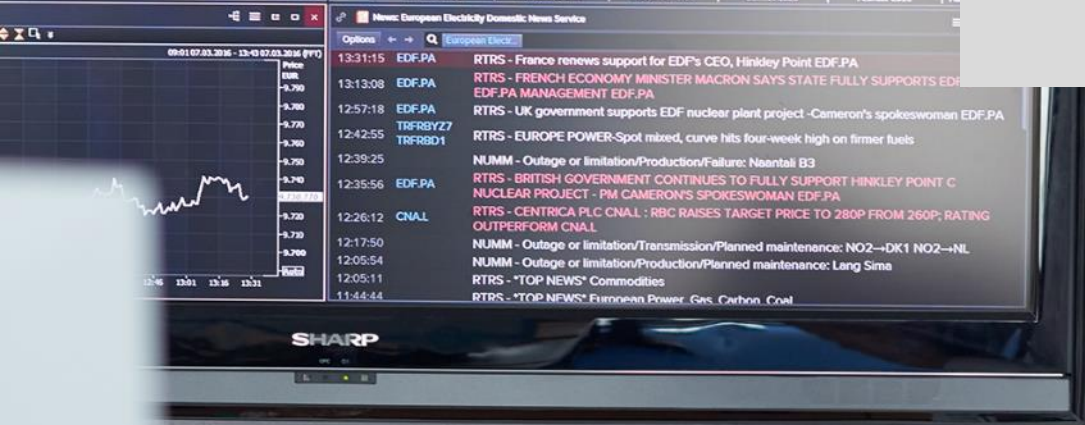 News: European Electricity Domestic News Service
Options
European Electr...
09:01 07.03.2016 - 13:43 07.03.2016 (РРТ)
Price
EUR
9.790
9.780
9.770
9.760
9.750
9.740
9.720
9.710
9.700
Auto
12:46 13:01 13:16 13:31
13:31:15 EDF.PA RTRS - France renews support for EDF's CEO, Hinkley Point EDF.PA
13:13:08 EDF.PA RTRS - FRENCH ECONOMY MINISTER MACRON SAYS STATE FULLY SUPPORTS
EDF.PA MANAGEMENT EDF.PA
12:57:18 EDF.PA RTRS - UK government supports EDF nuclear plant project -Cameron's spokeswoman EDF.PA
12:42:55 TRFRBYZ7
TRFRBD1 RTRS - EUROPE POWER-Spot mixed, curve hits four-week high on firmer fuels
12:39:25 NUMM - Outage or limitation/Production/Failure: Naantali B3
12:35:56 EDF.PA RTRS - BRITISH GOVERNMENT CONTINUES TO FULLY SUPPORT HINKLEY POINT C
NUCLEAR PROJECT - PM CAMERON'S SPOKESWOMAN EDF.PA
12:26:12 CNA.L RTRS - CENTRICA PLC CNA.L : RBC RAISES TARGET PRICE TO 280P FROM 260P; RATING
OUTPERFORM CNA.L
12:17:50 NUMM - Outage or limitation/Transmission/Planned maintenance: NO2→DK1 NO2→NL
12:05:54 NUMM - Outage or limitation/Production/Planned maintenance: Lang Sima
12:05:11 RTRS - *TOP NEWS* Commodities
11:44:44 RTRS - *TOP NEWS* European Power, Gas, Carbon, Coal
SHARP